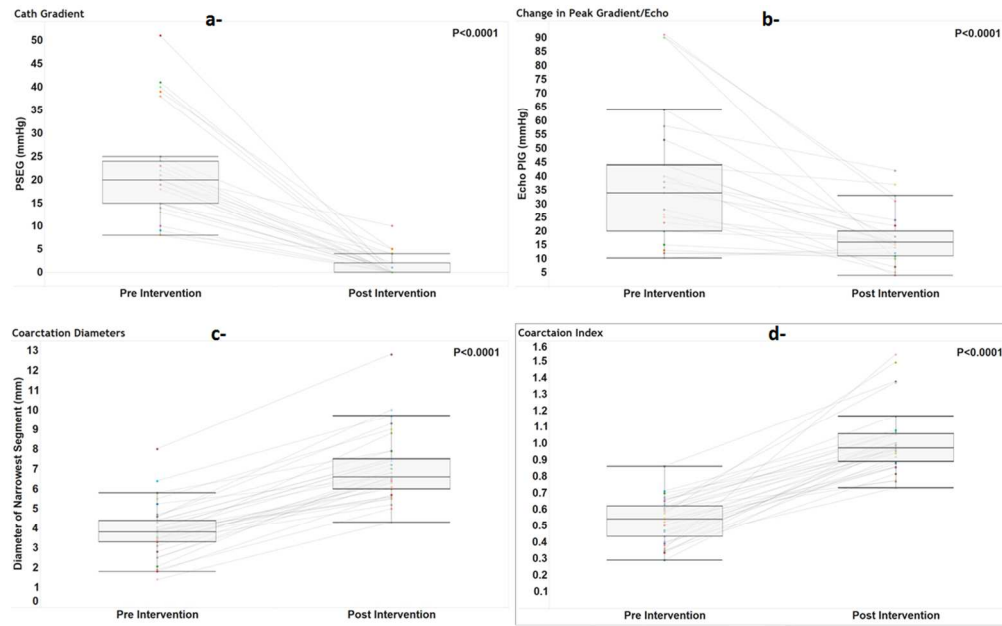 Cath Gradient
a-
P<0.0001
PSEG (mmHg)
50
45
40
35
30
25
20
15
10
5
0
Pre Intervention
Post Intervention
Change in Peak Gradient/Echo
b-
P<0.0001
Echo PIG (mmHg)
90
85
80
75
70
65
60
55
50
45
40
35
30
25
20
15
10
5
Pre Intervention
Post Intervention
Coarctation Diameters
c-
P<0.0001
Diameter of Narrowest Segment (mm)
13
12
11
10
9
8
7
6
5
4
3
2
1
0
Pre Intervention
Post Intervention
Coarctaion Index
d-
P<0.0001
1.6
1.5
1.4
1.3
1.2
1.1
1.0
0.9
0.8
0.7
0.6
0.5
0.4
0.3
0.2
0.1
Pre Intervention
Post Intervention